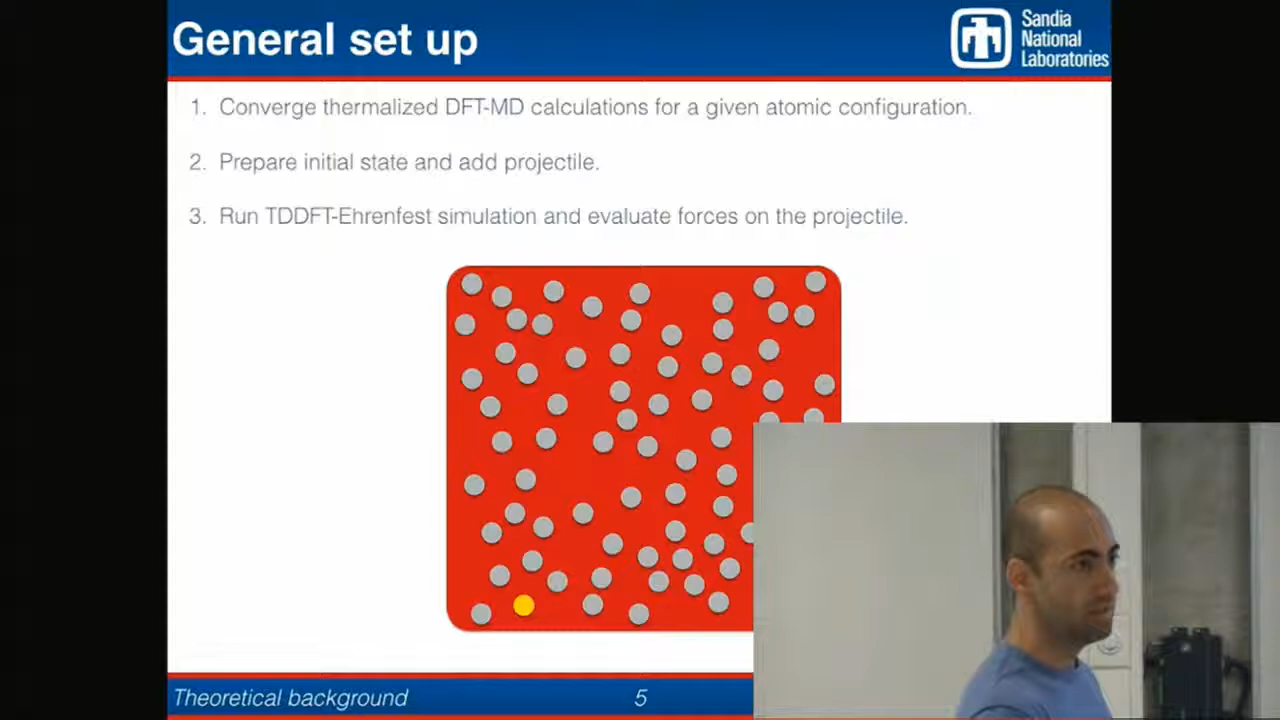 General set up
Sandia
National
Laboratories
1. Converge thermalized DFT-MD calculations for a given atomic configuration.
2. Prepare initial state and add projectile.
3. Run TDDFT-Ehrenfest simulation and evaluate forces on the projectile.
Theoretical background
5